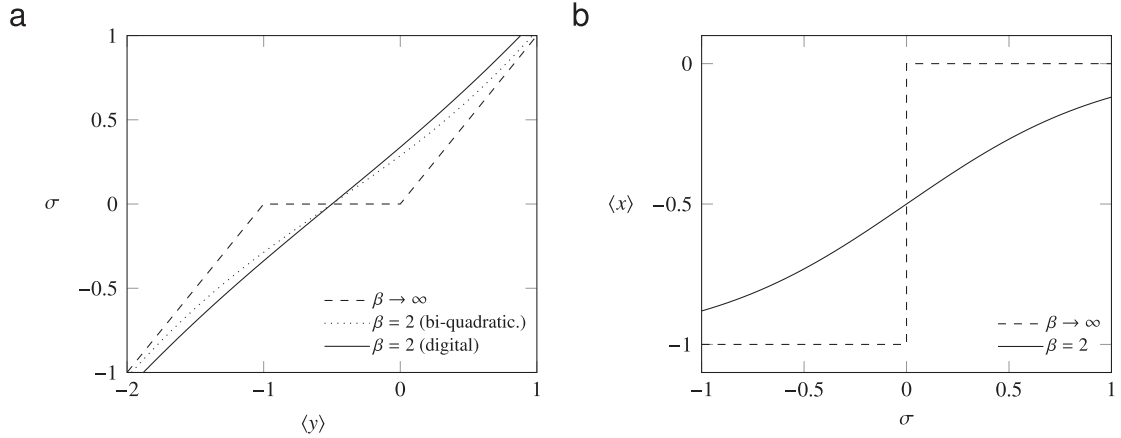 a
1
0.5
0
−0.5
−1
σ
−2
−1
0
1
⟨y⟩
β → ∞
β = 2 (bi-quadratic.)
β = 2 (digital)
b
0
−0.5
−1
⟨x⟩
−1
−0.5
0
0.5
1
σ
β → ∞
β = 2